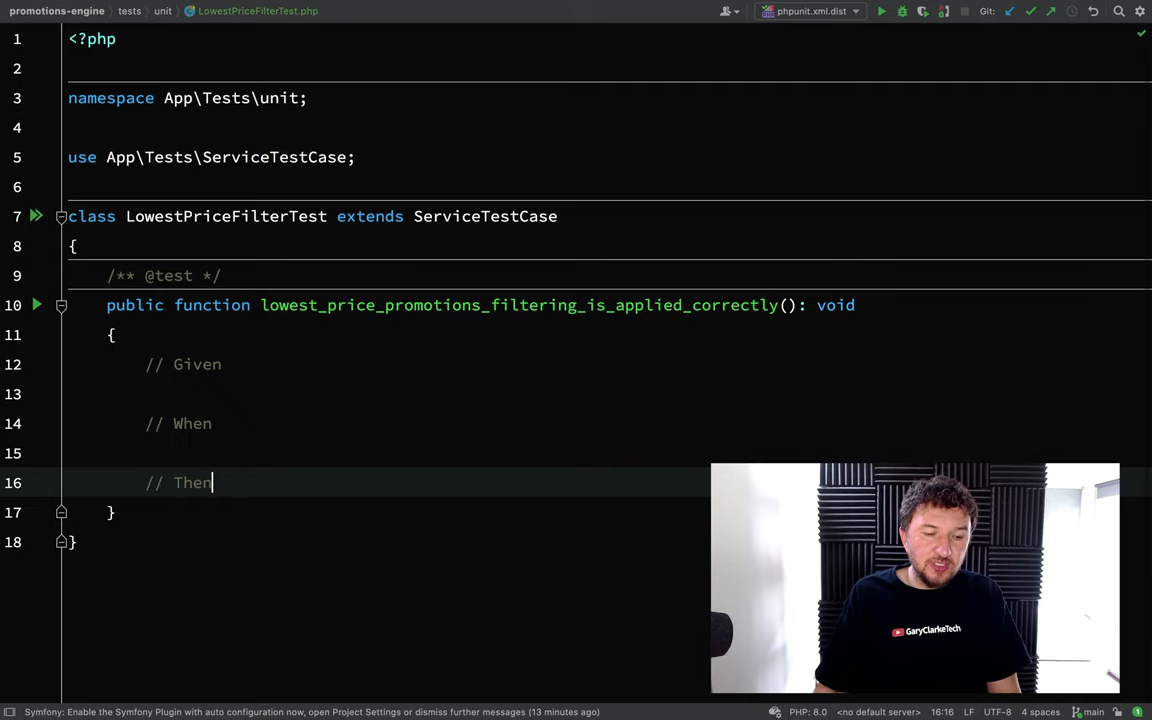 promotions-engine tests unit LowestPriceFilterTest.php phpunit.xml.dist Git:
1 <?php
2
3 namespace App\Tests\unit;
4
5 use App\Tests\ServiceTestCase;
6
7 class LowestPriceFilterTest extends ServiceTestCase
8 {
9 /** @test */
10 public function lowest_price_promotions_filtering_is_applied_correctly(): void
11 {
12 // Given
13
14 // When
15
16 // Then
17 }
18 }
GaryClarkeTech
Symfony: Enable the Symfony Plugin with auto configuration now, open Project Settings or dismiss further messages (13 minutes ago) PHP: 8.0 <no default server> 16:16 LF UTF-8 4 spaces main 1